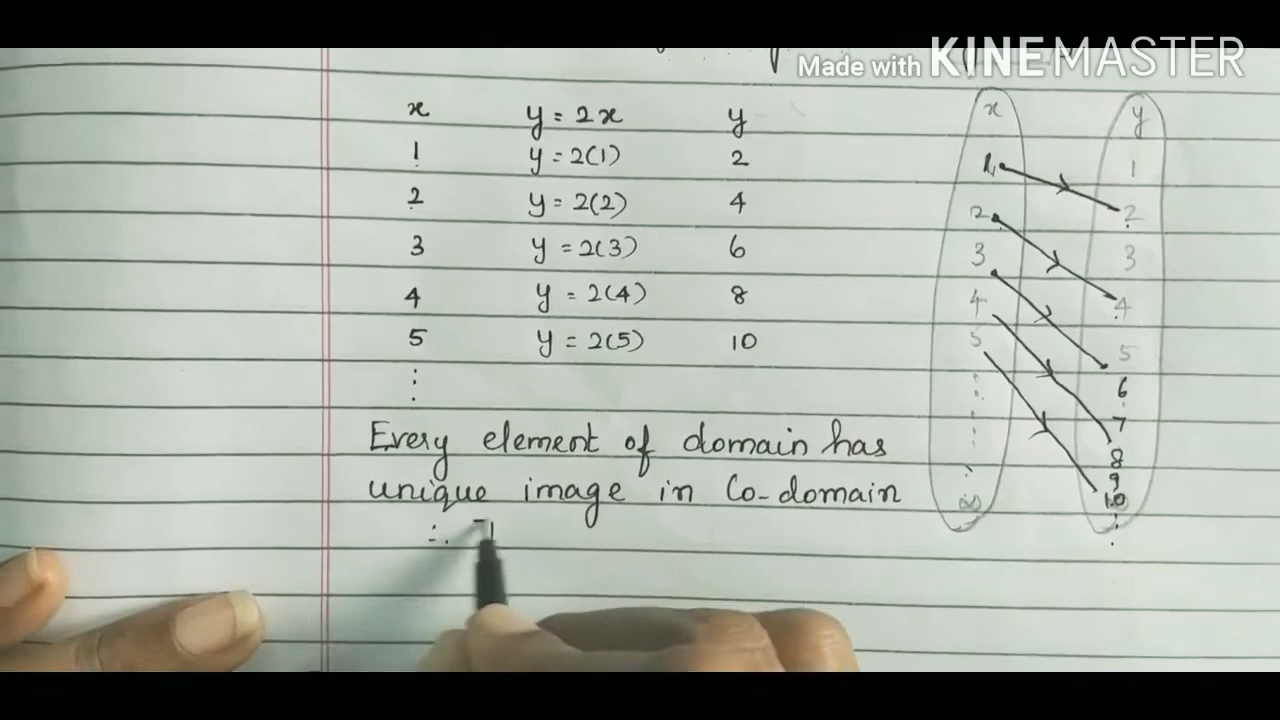 Made with KINEMASTER
x y = 2x y
1 y = 2(1) 2
2 y = 2(2) 4
3 y = 2(3) 6
4 y = 2(4) 8
5 y = 2(5) 10
⋮
Every element of domain has
unique image in Co-domain
∴
x
1
2
3
4
5
⋮
∞
y
1
2
3
4
5
6
7
8
9
10
⋮